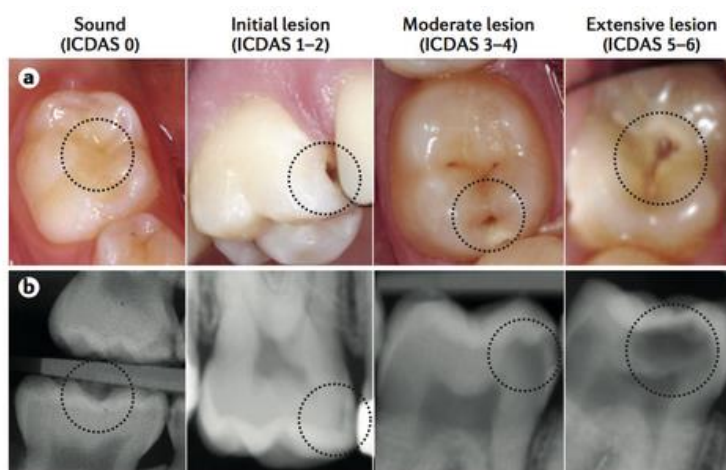 Sound
(ICDAS 0)
Initial lesion
(ICDAS 1–2)
Moderate lesion
(ICDAS 3–4)
Extensive lesion
(ICDAS 5–6)
a
b